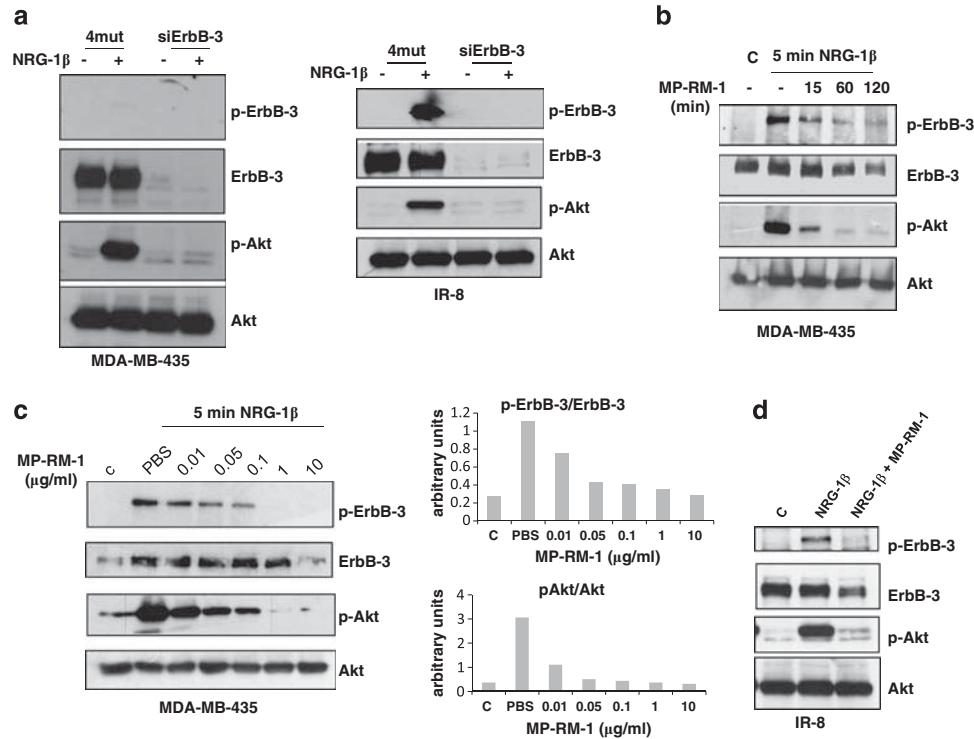 a
4mut siErbB-3
NRG-1β - + - +
p-ErbB-3
ErbB-3
p-Akt
Akt
MDA-MB-435
4mut siErbB-3
NRG-1β - + - +
p-ErbB-3
ErbB-3
p-Akt
Akt
IR-8
b
C 5 min NRG-1β
MP-RM-1 - - 15 60 120
(min)
p-ErbB-3
ErbB-3
p-Akt
Akt
MDA-MB-435
c
5 min NRG-1β
MP-RM-1
(μg/ml)
c PBS 0.01 0.05 0.1 1 10
p-ErbB-3
ErbB-3
p-Akt
Akt
MDA-MB-435
p-ErbB-3/ErbB-3
arbitrary units
1.2
1
0.8
0.6
0.4
0.2
0
C PBS 0.01 0.05 0.1 1 10
MP-RM-1 (μg/ml)
pAkt/Akt
arbitrary units
4
3
2
1
0
C PBS 0.01 0.05 0.1 1 10
MP-RM-1 (μg/ml)
d
C NRG-1β NRG-1β + MP-RM-1
p-ErbB-3
ErbB-3
p-Akt
Akt
IR-8